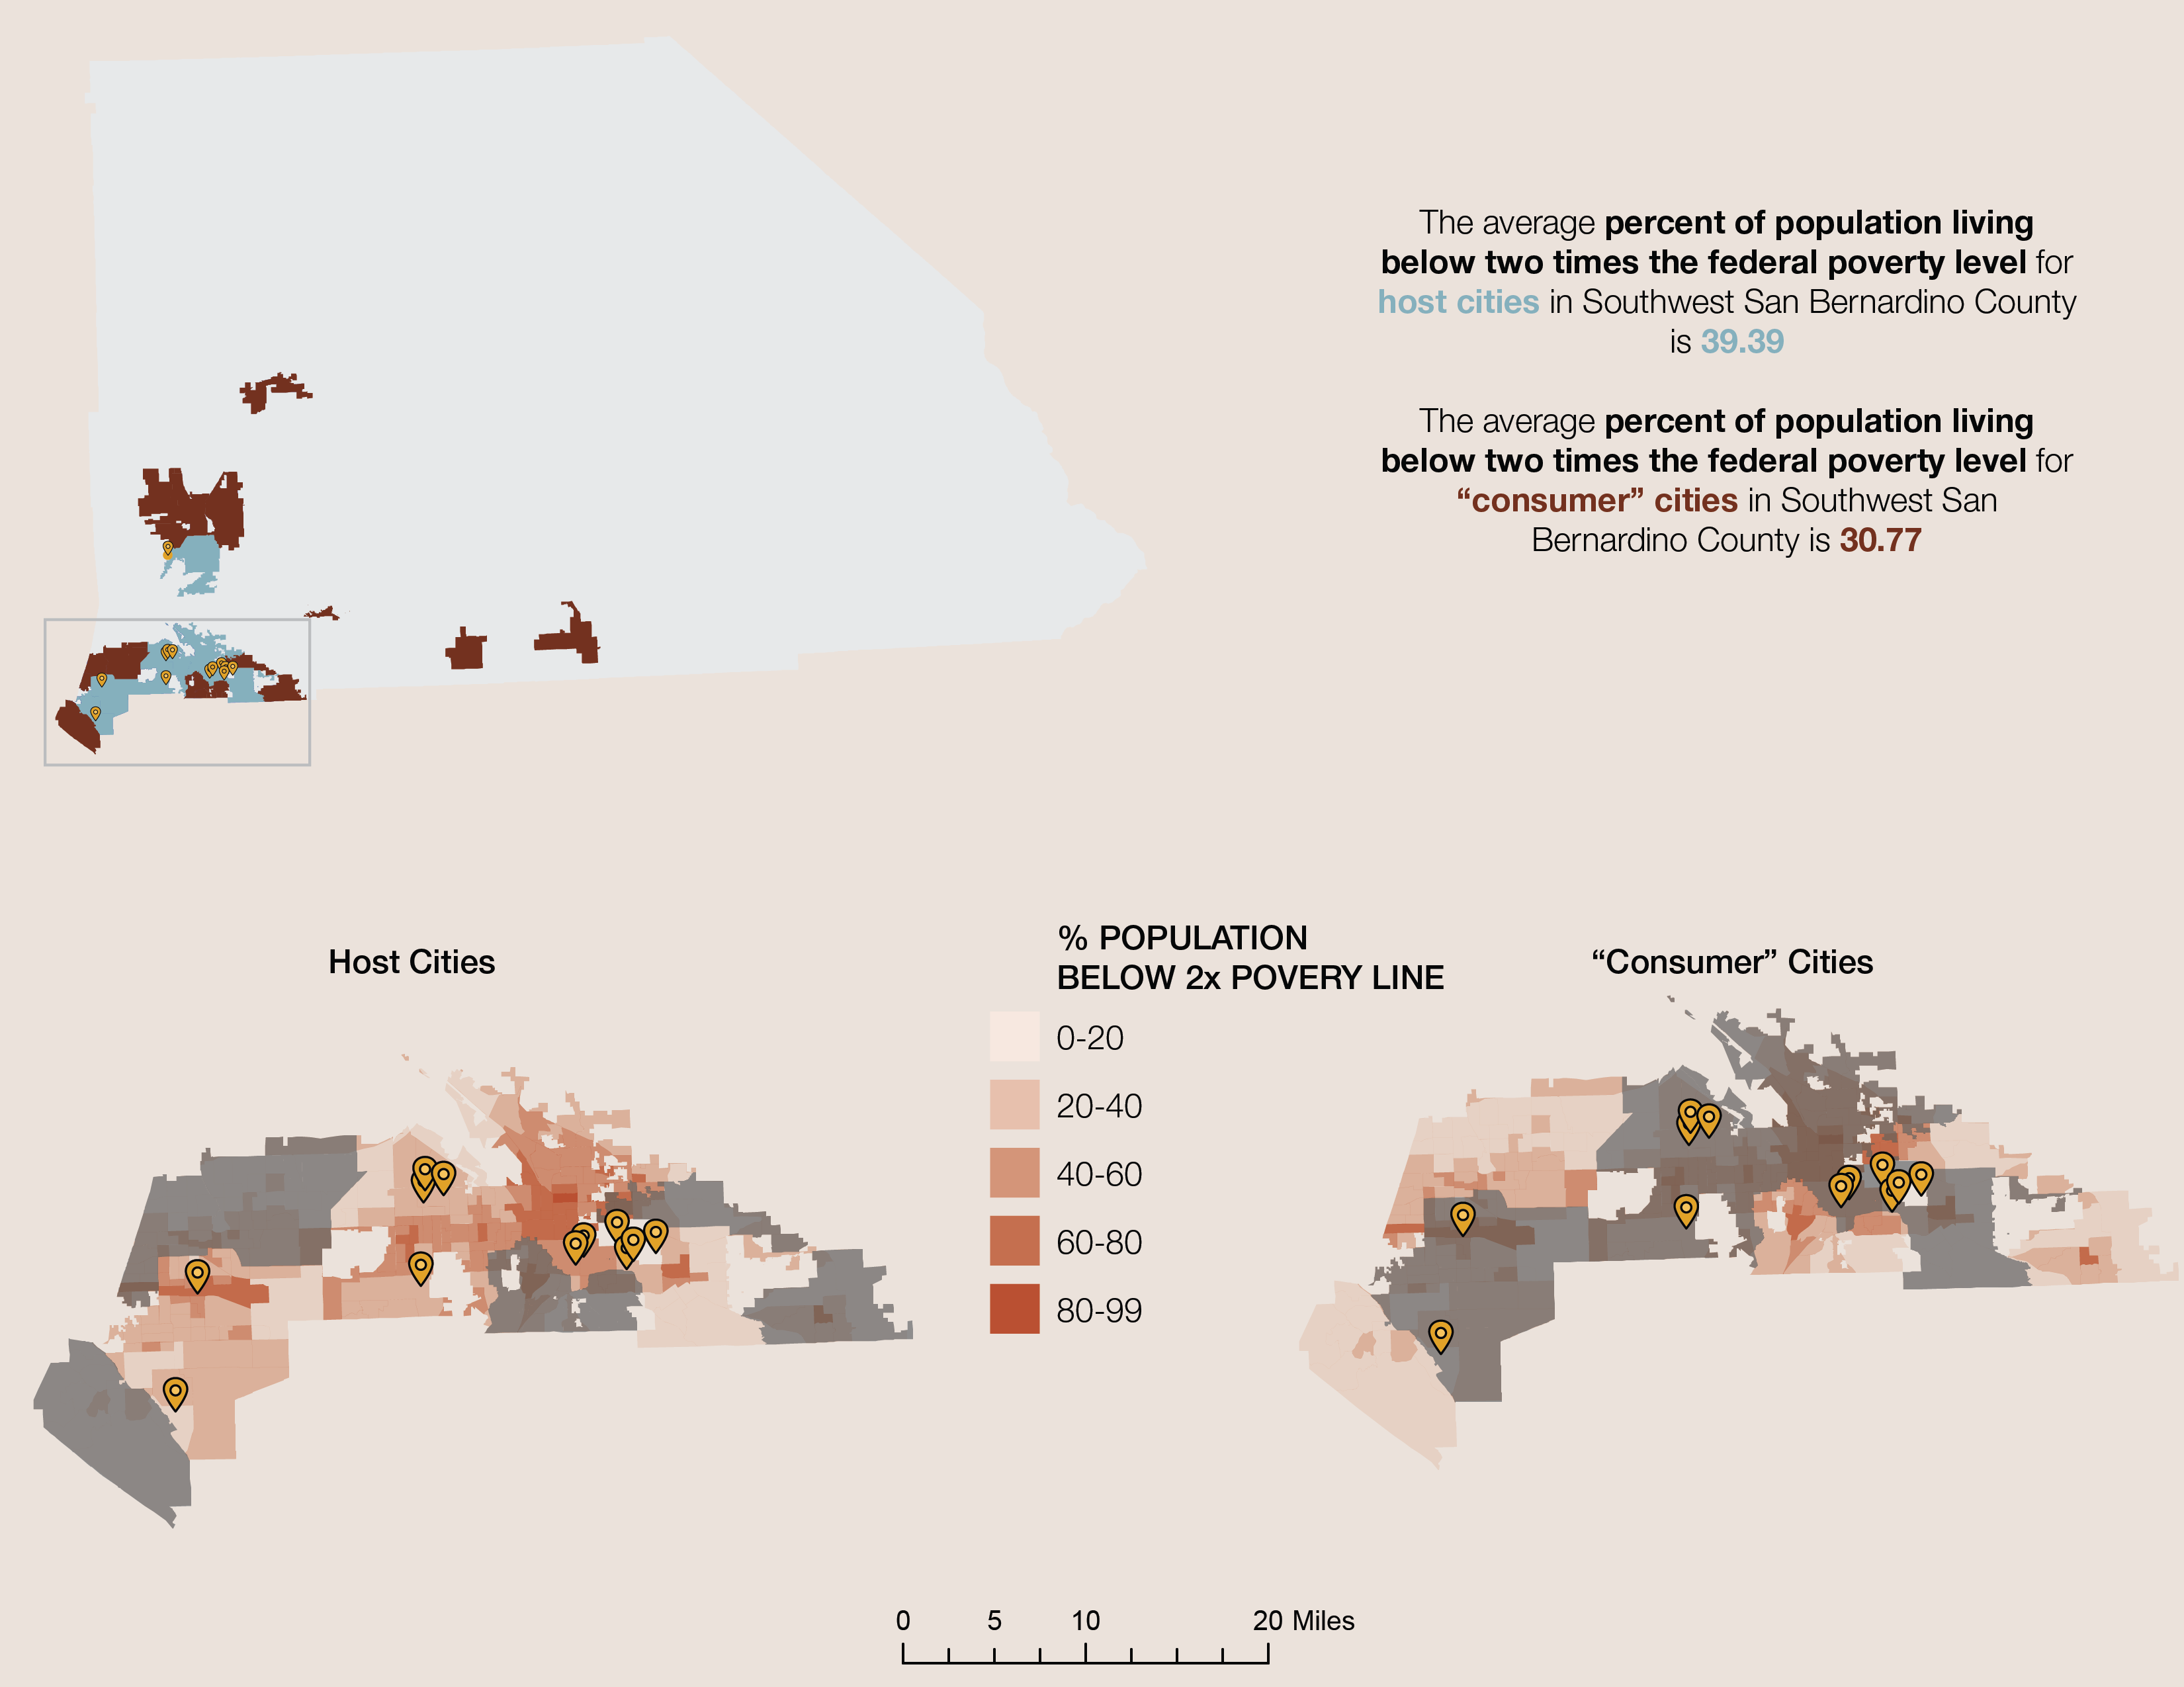 The average percent of population living
below two times the federal poverty level for
host cities in Southwest San Bernardino County
is 39.39
The average percent of population living
below two times the federal poverty level for
“consumer” cities in Southwest San
Bernardino County is 30.77
Host Cities
% POPULATION
BELOW 2x POVERY LINE
0-20
20-40
40-60
60-80
80-99
“Consumer” Cities
0 5 10 20 Miles